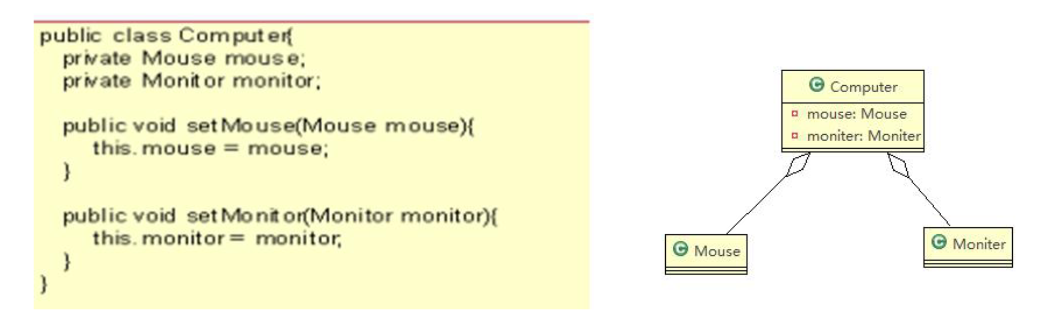 public class Computer{
private Mouse mouse;
private Monitor monitor;
public void setMouse(Mouse mouse){
this.mouse = mouse;
}
public void setMonitor(Monitor monitor){
this.monitor = monitor;
}
}
C Computer
mouse: Mouse
moniter: Moniter
C Mouse
C Moniter